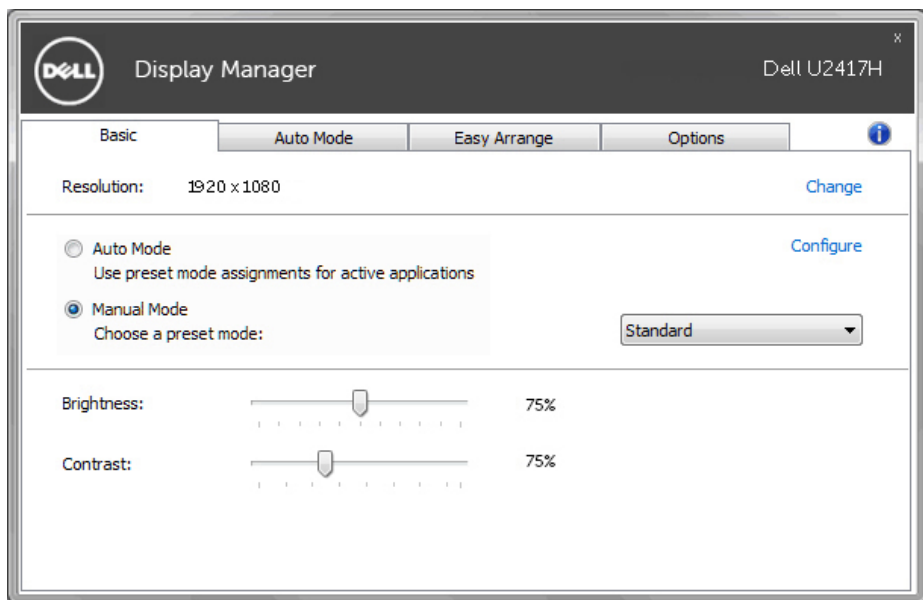 DELL
Display Manager
Dell U2417H
x
Basic
Auto Mode
Easy Arrange
Options
i
Resolution: 1920 x 1080 Change
Auto Mode
Use preset mode assignments for active applications
Configure
Manual Mode
Choose a preset mode:
Standard
Brightness: 75%
Contrast: 75%